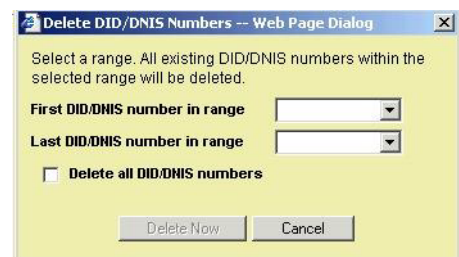 Delete DID/DNIS Numbers -- Web Page Dialog
Select a range. All existing DID/DNIS numbers within the
selected range will be deleted.
First DID/DNIS number in range
Last DID/DNIS number in range
Delete all DID/DNIS numbers
Delete Now Cancel